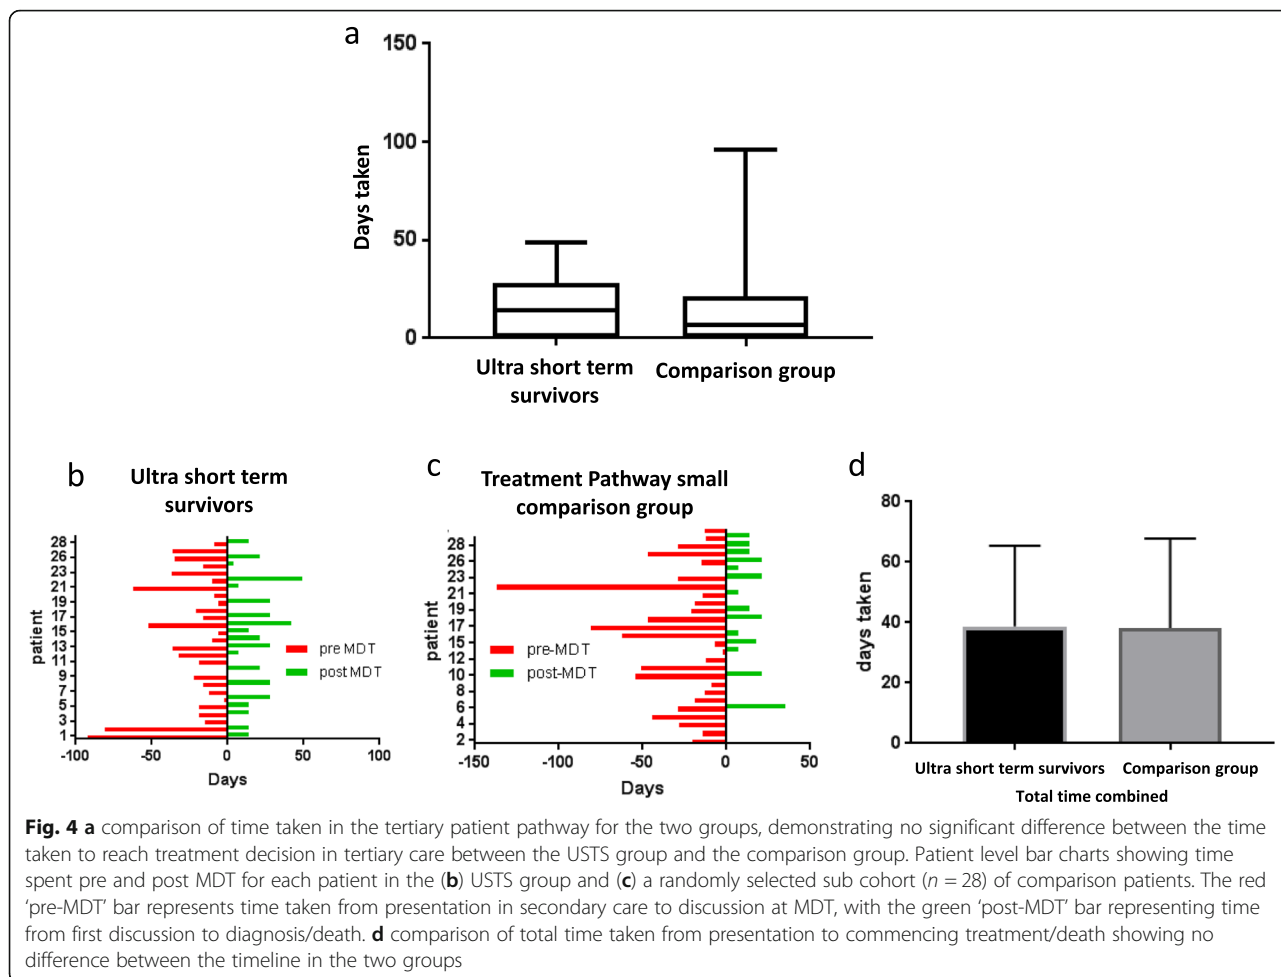 a
150
100
50
0
Days taken
Ultra short term
survivors
Comparison group
b
Ultra short term
survivors
28
26
23
21
19
17
15
13
11
9
7
5
3
1
patient
pre MDT
post MDT
-100
-50
0
50
100
Days
c
Treatment Pathway small
comparison group
28
26
23
21
19
17
15
12
10
8
6
4
2
patient
pre-MDT
post-MDT
-150
-100
-50
0
50
Days
d
80
60
40
20
0
days taken
Ultra short term survivors
Comparison group
Total time combined
Fig. 4 a comparison of time taken in the tertiary patient pathway for the two groups, demonstrating no significant difference between the time
taken to reach treatment decision in tertiary care between the USTS group and the comparison group. Patient level bar charts showing time
spent pre and post MDT for each patient in the (b) USTS group and (c) a randomly selected sub cohort (n = 28) of comparison patients. The red
‘pre-MDT’ bar represents time taken from presentation in secondary care to discussion at MDT, with the green ‘post-MDT’ bar representing time
from first discussion to diagnosis/death. d comparison of total time taken from presentation to commencing treatment/death showing no
difference between the timeline in the two groups